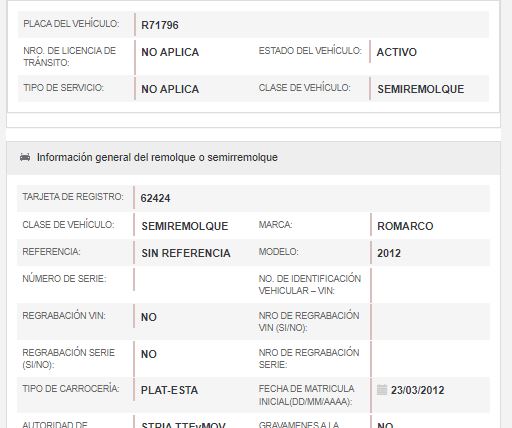 PLACA DEL VEHÍCULO: R71796
NRO. DE LICENCIA DE TRÁNSITO: NO APLICA ESTADO DEL VEHÍCULO: ACTIVO
TIPO DE SERVICIO: NO APLICA CLASE DE VEHÍCULO: SEMIREMOLQUE
Información general del remolque o semirremolque
TARJETA DE REGISTRO: 62424
CLASE DE VEHÍCULO: SEMIREMOLQUE MARCA: ROMARCO
REFERENCIA: SIN REFERENCIA MODELO: 2012
NÚMERO DE SERIE: NO. DE IDENTIFICACIÓN VEHICULAR – VIN:
REGRABACIÓN VIN: NO NRO DE REGRABACIÓN VIN (SI/NO):
REGRABACIÓN SERIE (SI/NO): NO NRO DE REGRABACIÓN SERIE:
TIPO DE CARROCERÍA: PLAT-ESTA FECHA DE MATRICULA INICIAL(DD/MM/AAAA): 23/03/2012
AUTORIDAD DE STRIA TTEyMOV GRAVAMENES A LA NO